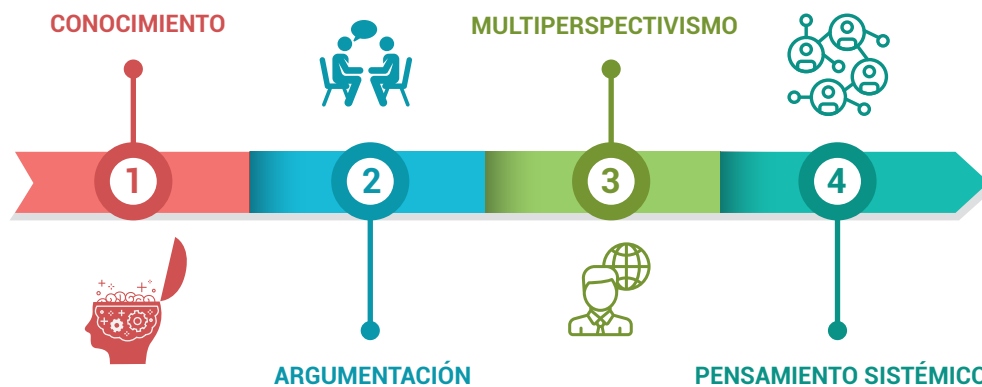 CONOCIMIENTO
MULTIPERSPECTIVISMO
1
2
3
4
ARGUMENTACIÓN
PENSAMIENTO SISTÉMICO